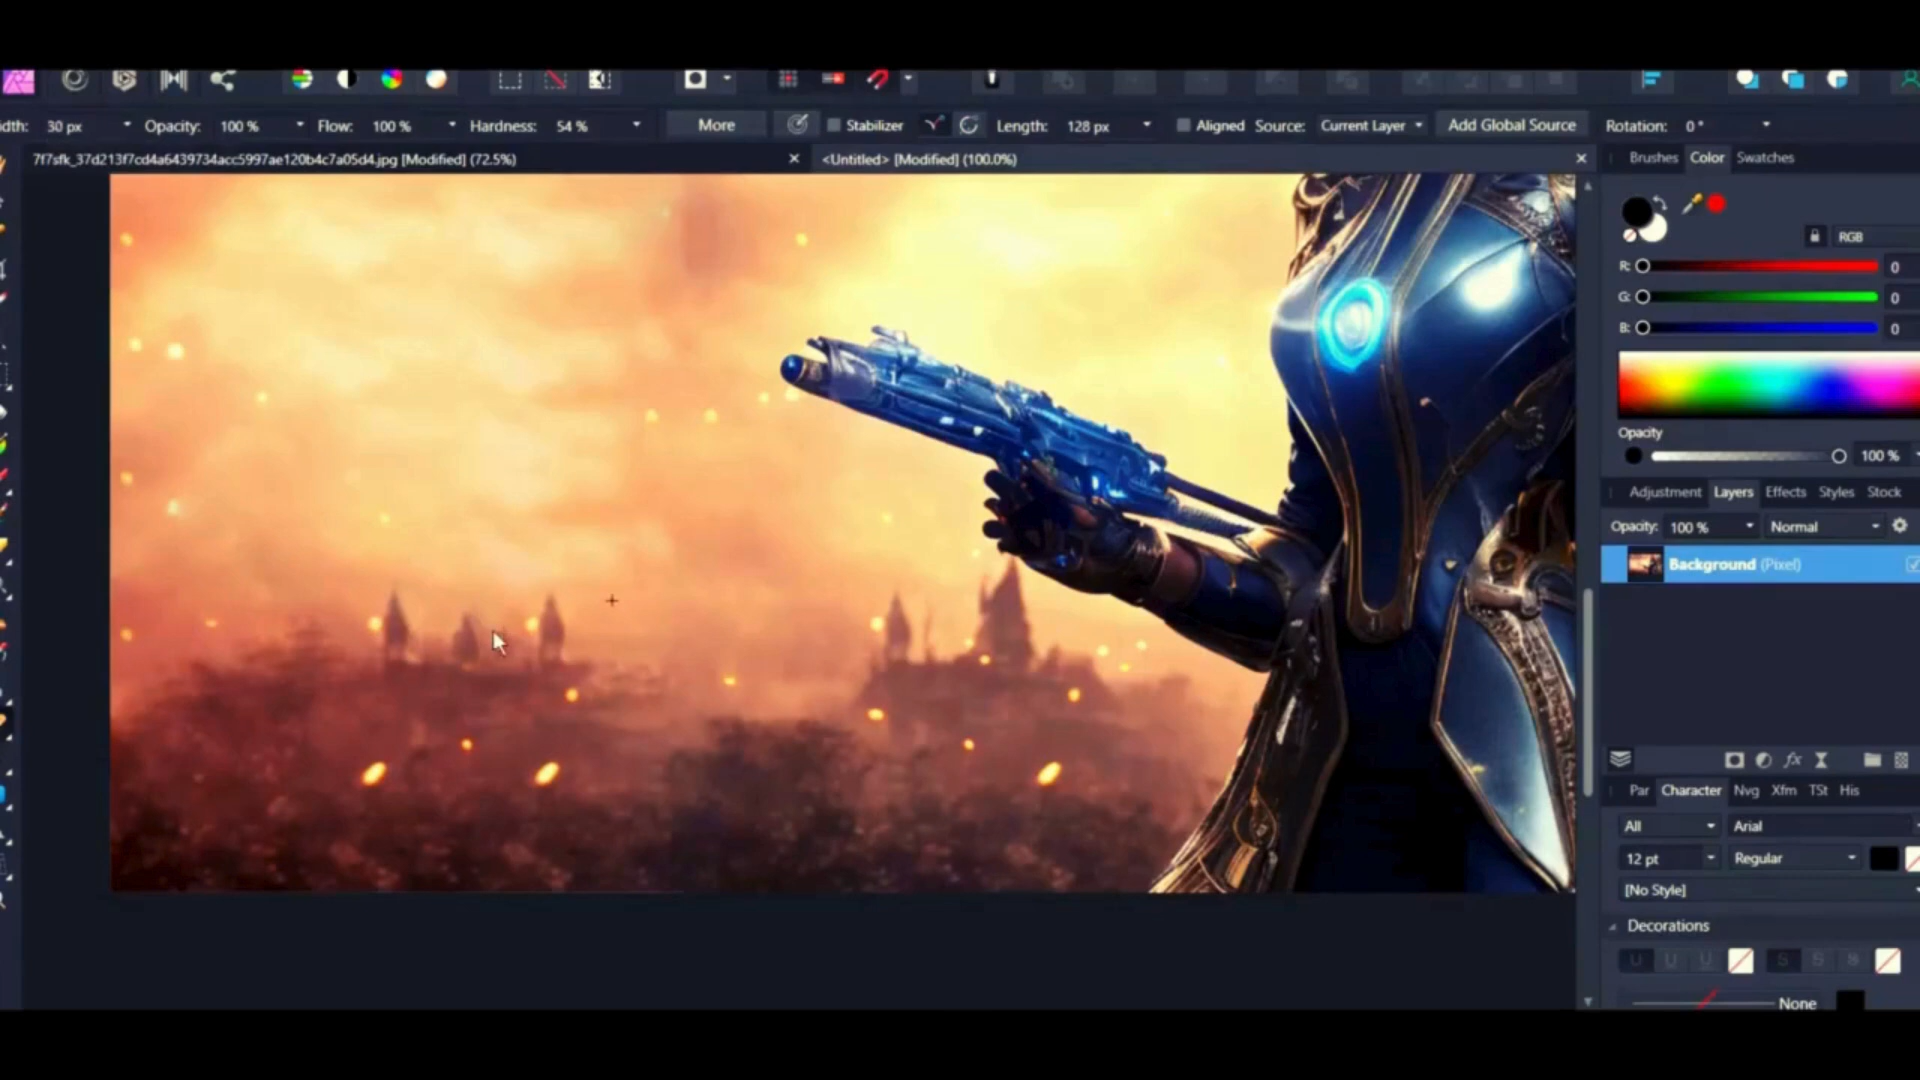 dth: 30 px Opacity: 100 % Flow: 100 % Hardness: 54 % More Stabilizer Length: 128 px Aligned Source: Current Layer Add Global Source Rotation: 0°
7f7sfk_37d213f7cd4a6439734acc5997ae120b4c7a05d4.jpg [Modified] (72.5%) <Untitled> [Modified] (100.0%)
Brushes Color Swatches
RGB
R: 0
G: 0
B: 0
Opacity
100 %
Adjustment Layers Effects Styles Stock
Opacity: 100 % Normal
Background (Pixel)
fx
Par Character Nvg Xfm TSt His
All Arial
12 pt Regular
[No Style]
Decorations
U U U S S S
None